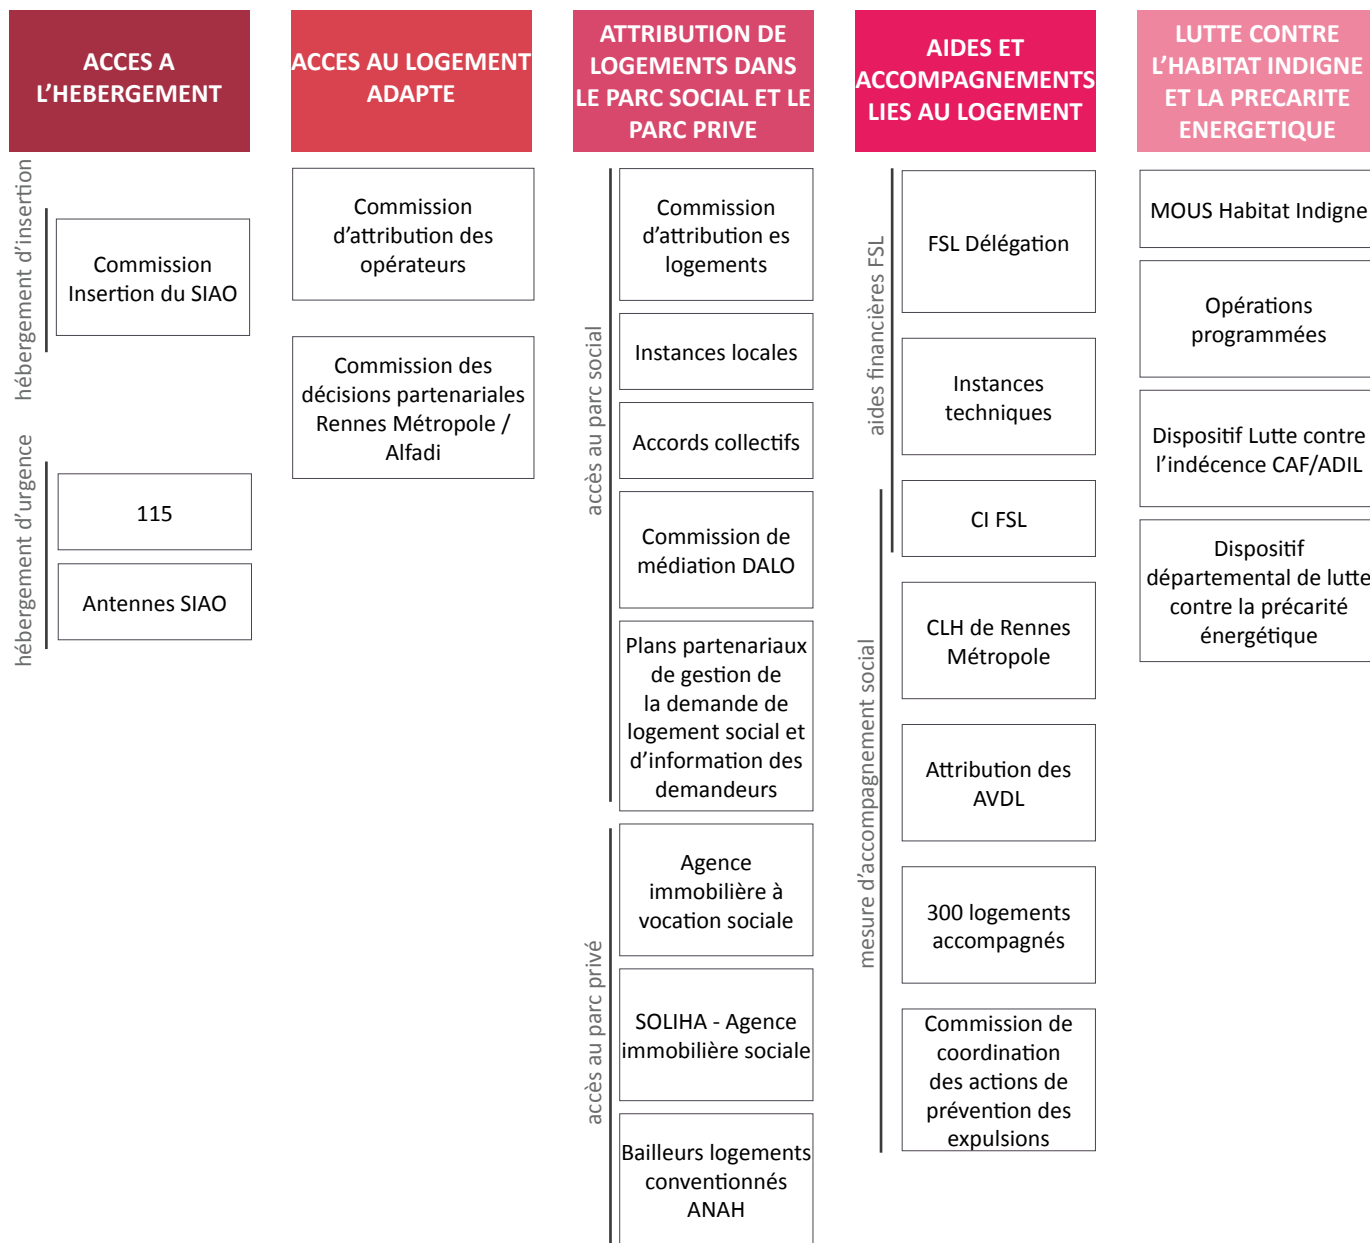 ACCES A
L'HEBERGEMENT
hébergement d'insertion
Commission
Insertion du SIAO
hébergement d'urgence
115
Antennes SIAO
ACCES AU LOGEMENT
ADAPTE
Commission
d'attribution des
opérateurs
Commission des
décisions partenariales
Rennes Métropole /
Alfadi
ATTRIBUTION DE
LOGEMENTS DANS
LE PARC SOCIAL ET LE
PARC PRIVE
accès au parc social
Commission
d'attribution es
logements
Instances locales
Accords collectifs
Commission de
médiation DALO
Plans partenariaux
de gestion de
la demande de
logement social et
d'information des
demandeurs
accès au parc privé
Agence
immobilière à
vocation sociale
SOLIHA - Agence
immobilière sociale
Bailleurs logements
conventionnés
ANAH
AIDES ET
ACCOMPAGNEMENTS
LIES AU LOGEMENT
aides financières FSL
FSL Délégation
Instances
techniques
CI FSL
mesure d'accompagnement social
CLH de Rennes
Métropole
Attribution des
AVDL
300 logements
accompagnés
Commission de
coordination
des actions de
prévention des
expulsions
LUTTE CONTRE
L'HABITAT INDIGNE
ET LA PRECARITE
ENERGETIQUE
MOUS Habitat Indigne
Opérations
programmées
Dispositif Lutte contre
l'indécence CAF/ADIL
Dispositif
départemental de lutte
contre la précarité
énergétique